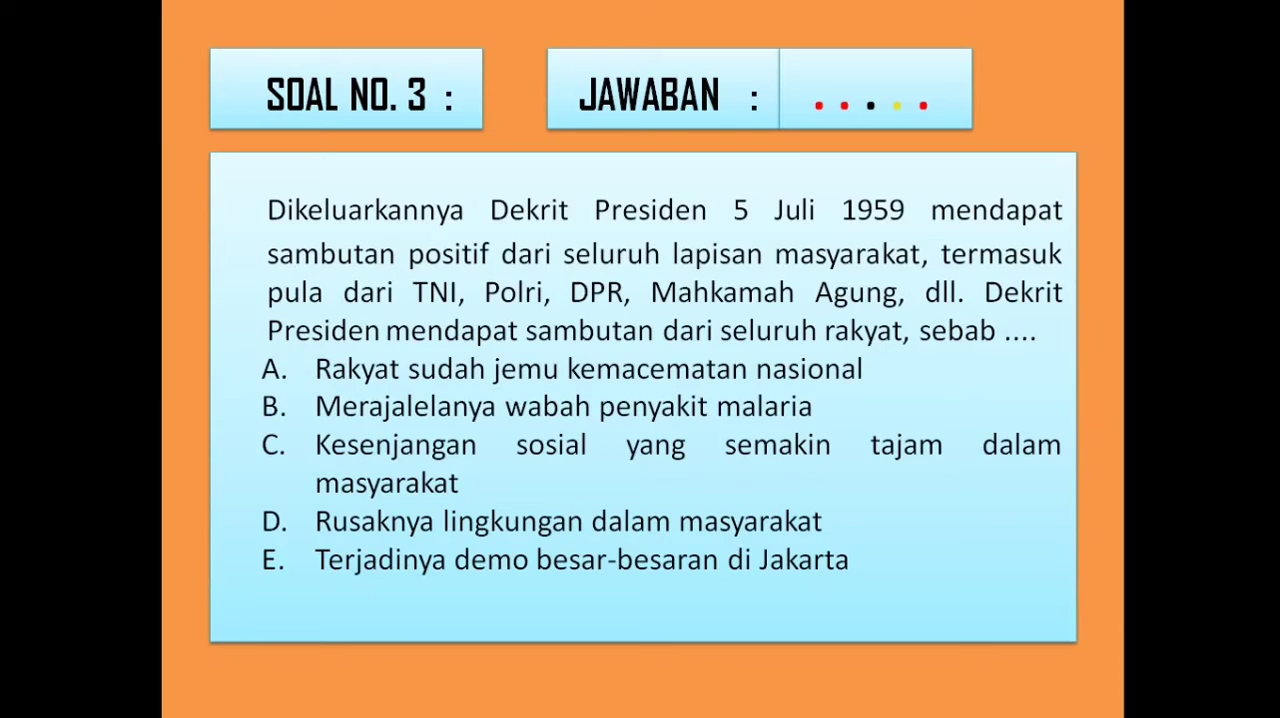 SOAL NO. 3 :
JAWABAN : .....
Dikeluarkannya Dekrit Presiden 5 Juli 1959 mendapat
sambutan positif dari seluruh lapisan masyarakat, termasuk
pula dari TNI, Polri, DPR, Mahkamah Agung, dll. Dekrit
Presiden mendapat sambutan dari seluruh rakyat, sebab ....
A. Rakyat sudah jemu kemacematan nasional
B. Merajalelanya wabah penyakit malaria
C. Kesenjangan sosial yang semakin tajam dalam
masyarakat
D. Rusaknya lingkungan dalam masyarakat
E. Terjadinya demo besar-besaran di Jakarta